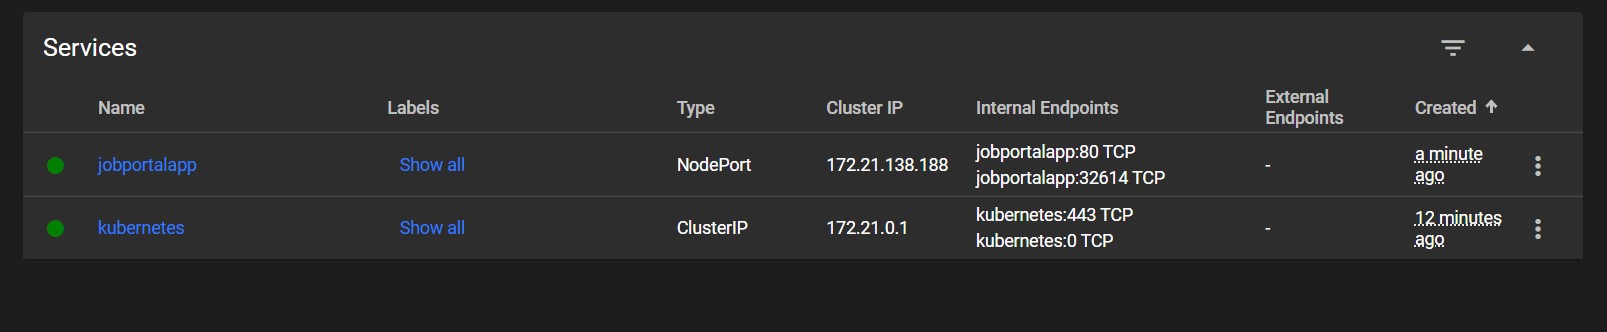 Services
Name Labels Type Cluster IP Internal Endpoints External Endpoints Created
jobportalapp Show all NodePort 172.21.138.188 jobportalapp:80 TCP - a minute ago
jobportalapp:32614 TCP
kubernetes Show all ClusterIP 172.21.0.1 kubernetes:443 TCP - 12 minutes ago
kubernetes:0 TCP